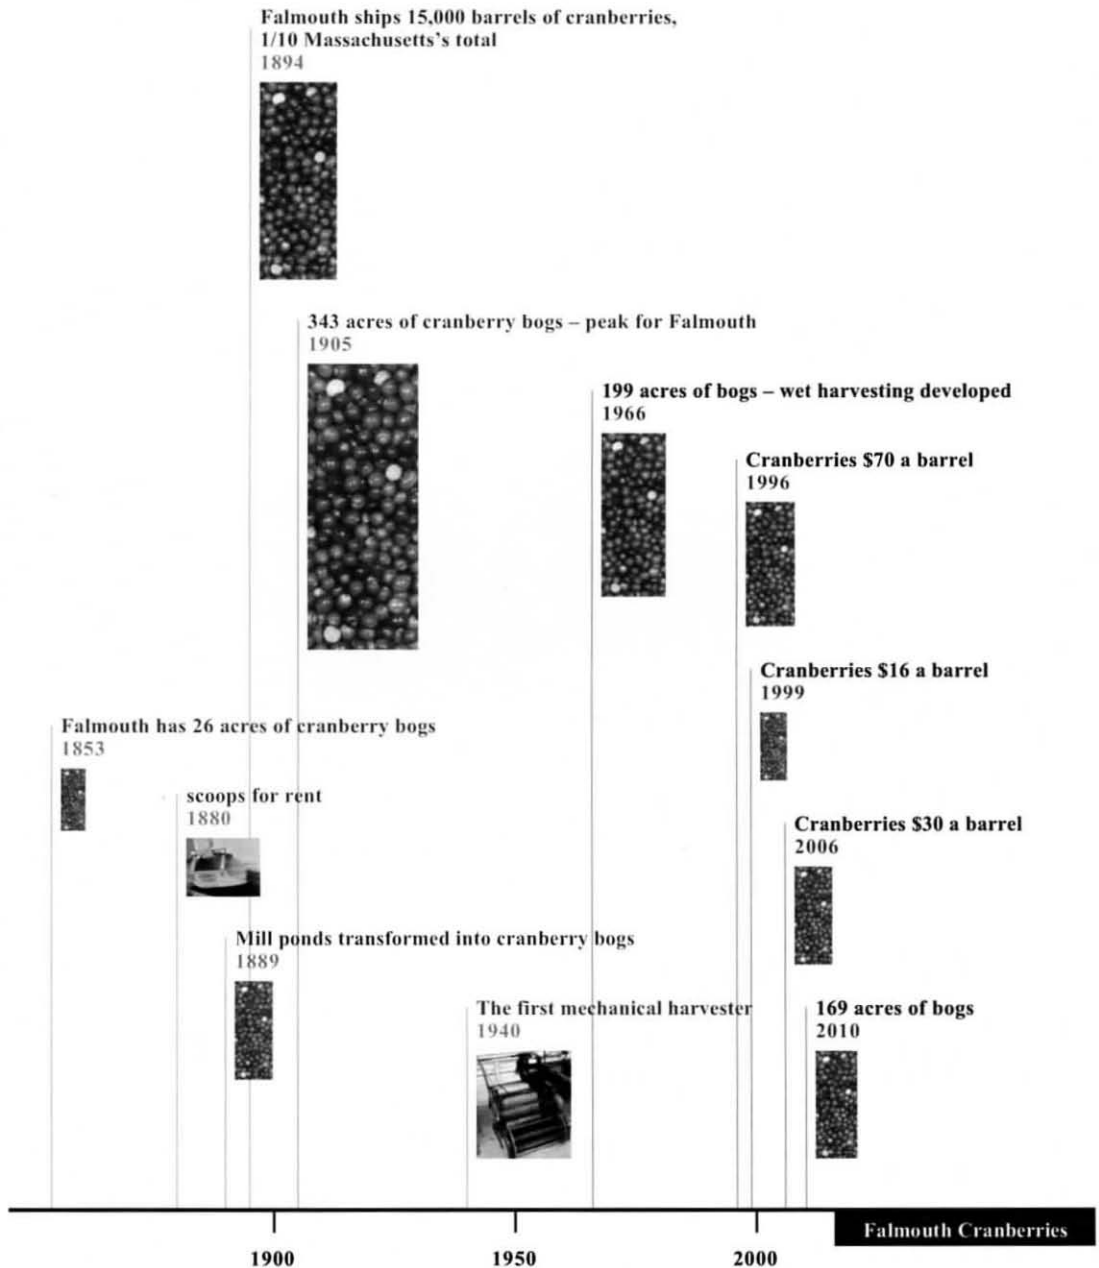 Falmouth ships 15,000 barrels of cranberries,
1/10 Massachusetts's total
1894
343 acres of cranberry bogs – peak for Falmouth
1905
199 acres of bogs – wet harvesting developed
1966
Cranberries $70 a barrel
1996
Cranberries $16 a barrel
1999
Falmouth has 26 acres of cranberry bogs
1853
scoops for rent
1880
Cranberries $30 a barrel
2006
Mill ponds transformed into cranberry bogs
1889
The first mechanical harvester
1940
169 acres of bogs
2010
Falmouth Cranberries
1900
1950
2000